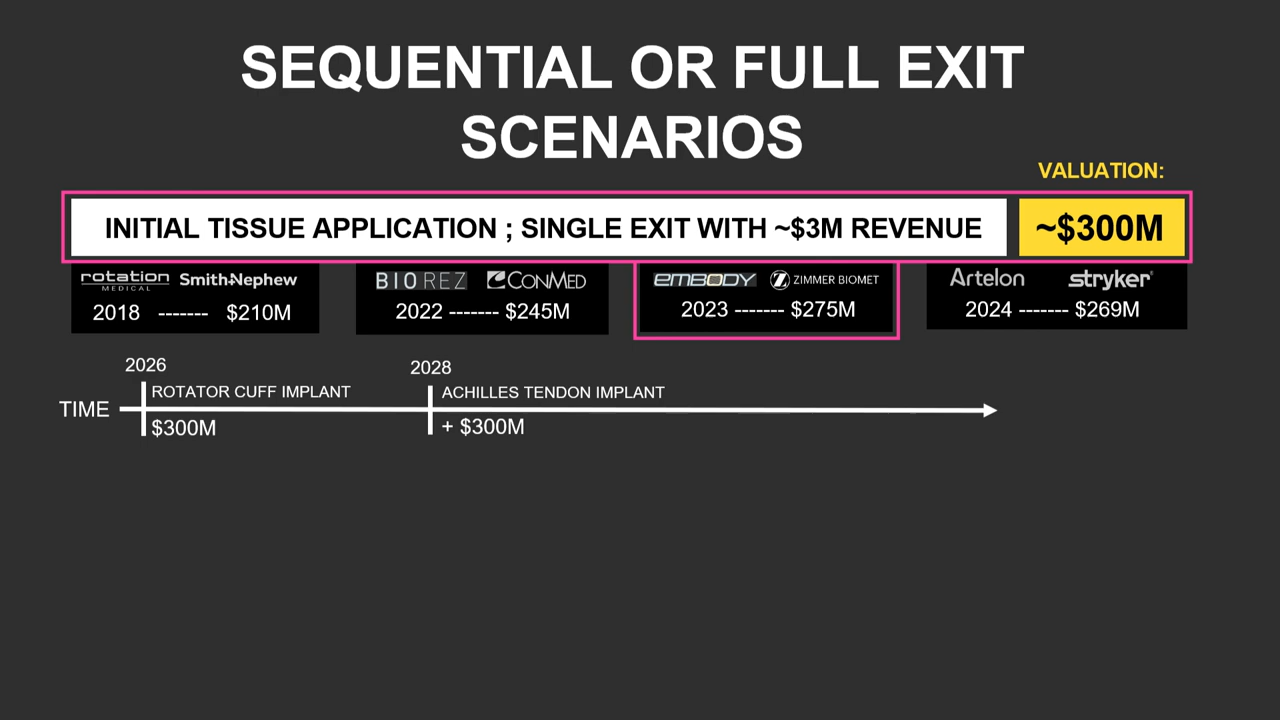 SEQUENTIAL OR FULL EXIT
SCENARIOS
VALUATION:
INITIAL TISSUE APPLICATION ; SINGLE EXIT WITH ~$3M REVENUE
~$300M
rotation
MEDICAL
Smith+Nephew
2018 ------- $210M
BIOREZ
CONMED
2022 ------- $245M
EMBODY
ZIMMER BIOMET
2023 ------- $275M
Artelon
stryker®
2024 ------- $269M
2026
2028
ROTATOR CUFF IMPLANT
ACHILLES TENDON IMPLANT
TIME
$300M
+ $300M